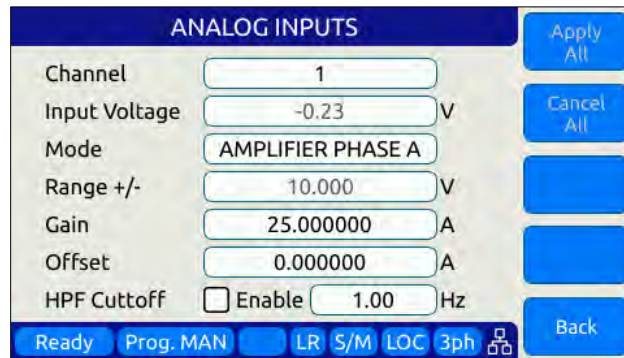 ANALOG INPUTS
Apply
All
Channel 1
Input Voltage -0.23 V
Cancel
All
Mode AMPLIFIER PHASE A
Range +/- 10.000 V
Gain 25.000000 A
Offset 0.000000 A
HPF Cuttoff Enable 1.00 Hz
Back
Ready Prog. MAN LR S/M LOC 3ph